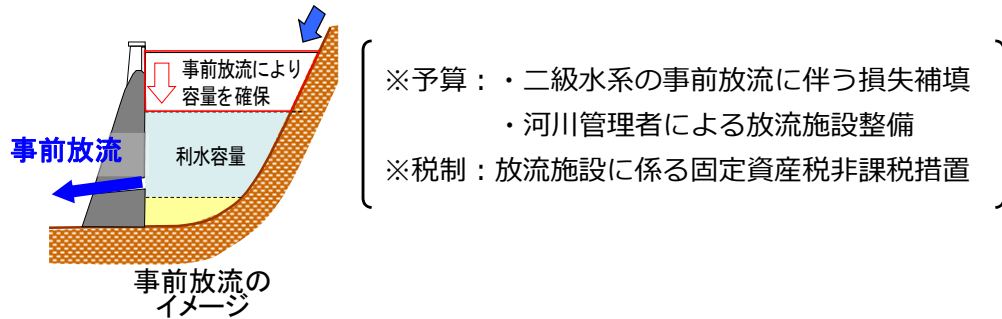 事前放流により
容量を確保
事前放流
利水容量
事前放流の
イメージ
※予算：・二級水系の事前放流に伴う損失補填
・河川管理者による放流施設整備
※税制：放流施設に係る固定資産税非課税措置